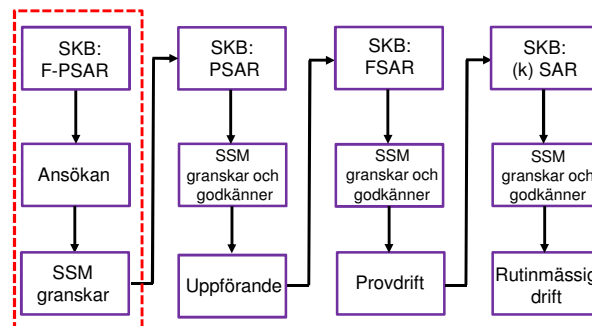 SKB:
F-PSAR
Ansökan
SSM
granskar
SKB:
PSAR
SSM
granskar och
godkänner
Uppförande
SKB:
FSAR
SSM
granskar och
godkänner
Provdrift
SKB:
(k) SAR
SSM
granskar och
godkänner
Rutinmässig
drift